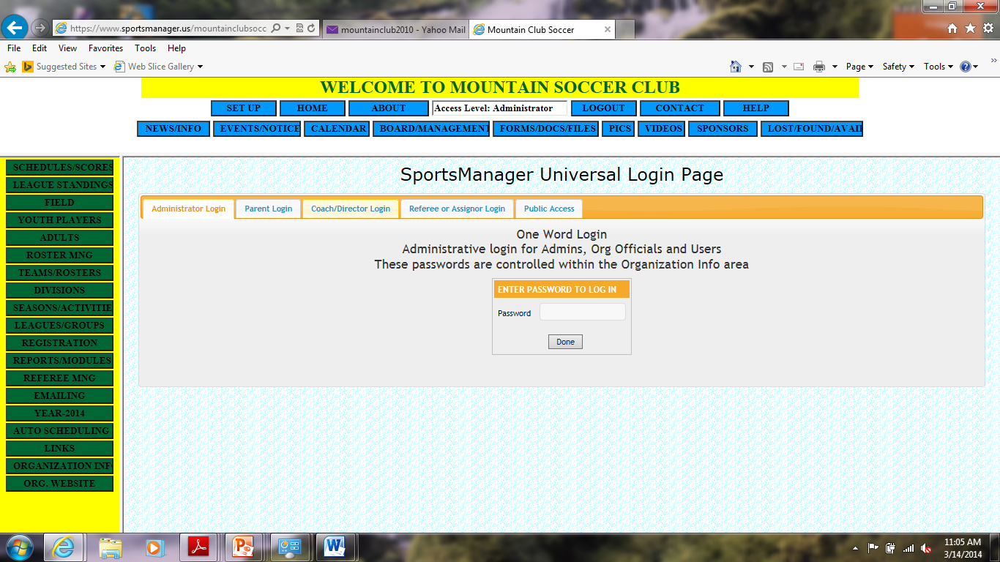 https://www.sportsmanager.us/mountainclubsocc
mountainclub2010 - Yahoo Mail
Mountain Club Soccer
File Edit View Favorites Tools Help
Suggested Sites Web Slice Gallery
Page Safety Tools
WELCOME TO MOUNTAIN SOCCER CLUB
SET UP HOME ABOUT Access Level: Administrator LOGOUT CONTACT HELP
NEWS/INFO EVENTS/NOTICE CALENDAR BOARD/MANAGEMENT FORMS/DOCS/FILES PICS VIDEOS SPONSORS LOST/FOUND/AVAI
SCHEDULES/SCORES
LEAGUE STANDINGS
FIELD
YOUTH PLAYERS
ADULTS
ROSTER MNG
TEAMS/ROSTERS
DIVISIONS
SEASONS/ACTIVITIE
LEAGUES/GROUPS
REGISTRATION
REPORTS/MODULES
REFEREE MNG
EMAILING
YEAR-2014
AUTO SCHEDULING
LINKS
ORGANIZATION INFO
ORG. WEBSITE
SportsManager Universal Login Page
Administrator Login Parent Login Coach/Director Login Referee or Assignor Login Public Access
One Word Login
Administrative login for Admins, Org Officials and Users
These passwords are controlled within the Organization Info area
ENTER PASSWORD TO LOG IN
Password
Done
11:05 AM
3/14/2014